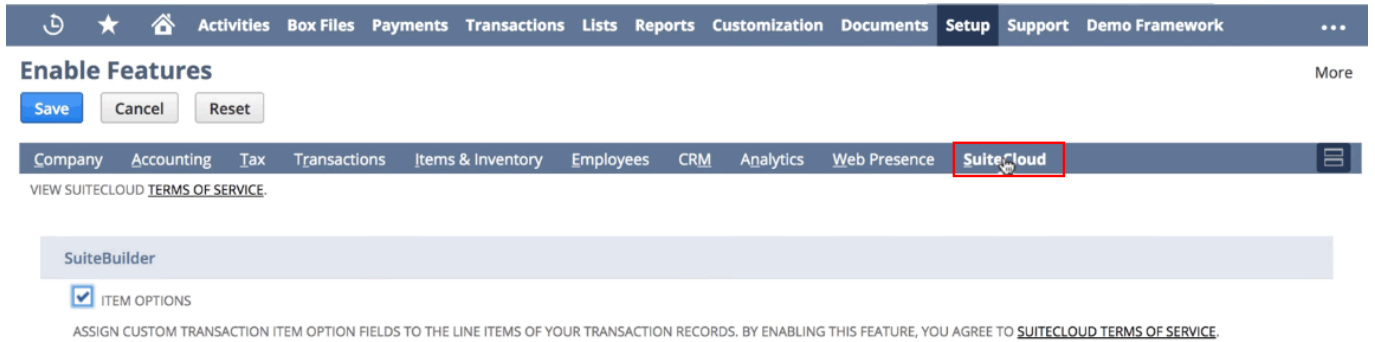 Activities Box Files Payments Transactions Lists Reports Customization Documents Setup Support Demo Framework
Enable Features
More
Save Cancel Reset
Company Accounting Tax Transactions Items & Inventory Employees CRM Analytics Web Presence SuiteCloud
VIEW SUITECLOUD TERMS OF SERVICE.
SuiteBuilder
ITEM OPTIONS
ASSIGN CUSTOM TRANSACTION ITEM OPTION FIELDS TO THE LINE ITEMS OF YOUR TRANSACTION RECORDS. BY ENABLING THIS FEATURE, YOU AGREE TO SUITECLOUD TERMS OF SERVICE.